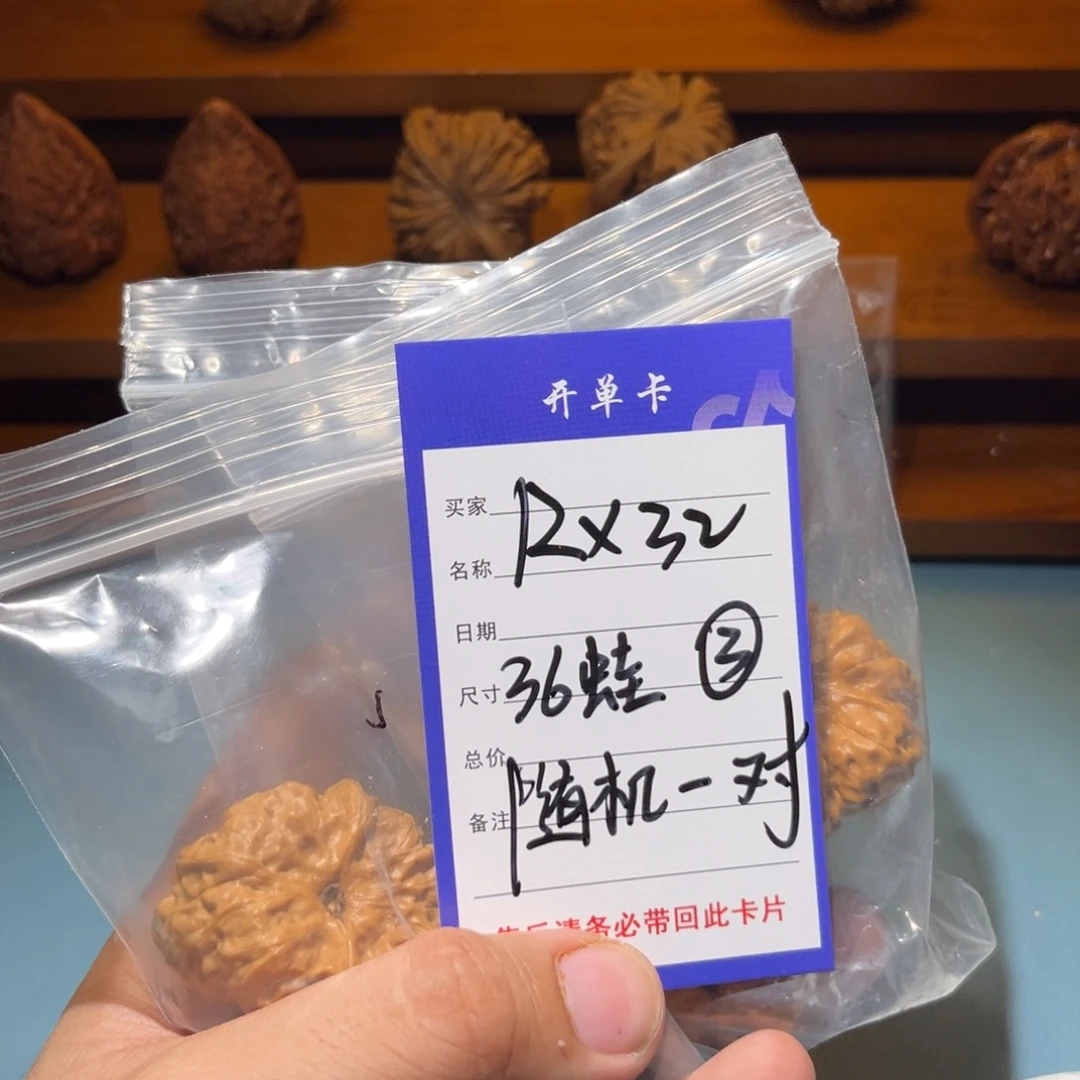 开单卡
买家 RX32
名称
日期
尺寸 36蛙 ③
总价
备注 随机一对
售后请务必带回此卡片